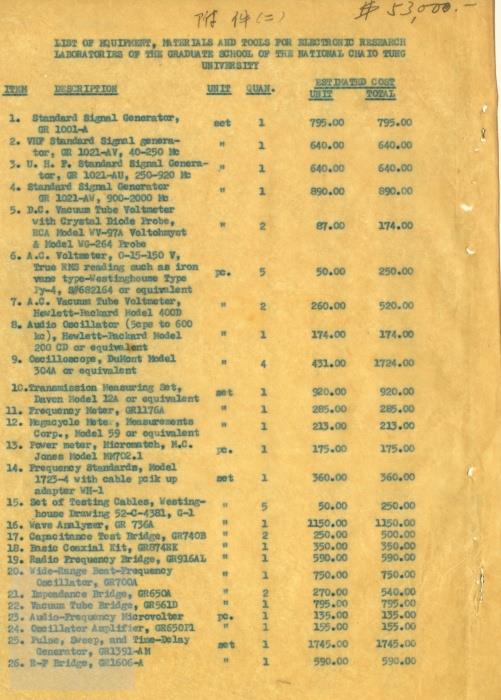 附件(二) $ 53,000.-
LIST OF EQUIPMENT, MATERIALS AND TOOLS FOR ELECTRONIC RESEARCH
LABORATORIES OF THE GRADUATE SCHOOL OF THE NATIONAL CHAIO TUNG
UNIVERSITY
ESTIMATED COST
ITEM DESCRIPTION UNIT QUAN. UNIT TOTAL
1. Standard Signal Generator,
GR 1001-A set 1 795.00 795.00
2. VHF Standard Signal genera-
tor, GR 1021-AV, 40-250 Mc " 1 640.00 640.00
3. U. H. F. Standard Signal Genera-
tor, GR 1021-AU, 250-920 Mc " 1 640.00 640.00
4. Standard Signal Generator
GR 1021-AW, 900-2000 Mc " 1 890.00 890.00
5. D.C. Vacuum Tube Voltmeter
with Crystal Diode Probe,
RCA Model WV-97A Voltohmyst " 2 87.00 174.00
& Model WG-264 Probe
6. A.C. Voltmeter, 0-15-150 V,
True RMS reading such as iron
vane type-Westinghouse Type pc. 5 50.00 250.00
Py-4, S#682164 or equivalent
7. A.C. Vacuum Tube Voltmeter,
Hewlett-Packard Model 400D " 2 260.00 520.00
8. Audio Oscillator (5cps to 600
kc), Hewlett-Packard Model " 1 174.00 174.00
200 CD or equivalent
9. Oscilloscope, DuMont Model
304A or equivalent " 4 431.00 1724.00
10. Transmission Measuring Set,
Daven Model 12A or equivalent set 1 920.00 920.00
11. Frequency Meter, GR1176A " 1 285.00 285.00
12. Megacycle Meter, Measurements
Corp., Model 59 or equivalent " 1 213.00 213.00
13. Power meter, Micromatch, M.C.
Jones Model MM702.1 pc. 1 175.00 175.00
14. Frequency Standards, Model
1723-4 with cable pcik up set 1 360.00 360.00
adapter WH-1
15. Set of Testing Cables, Westing-
house Drawing 52-C-4381, G-1 " 5 50.00 250.00
16. Wave Analyzer, GR 736A " 1 1150.00 1150.00
17. Capacitance Test Bridge, GR740B " 2 250.00 500.00
18. Basic Coaxial Kit, GR874EK " 1 350.00 350.00
19. Radio Frequency Bridge, GR916AL " 1 590.00 590.00
20. Wide-Range Beat-Frequency
Oscillator, GR700A " 1 750.00 750.00
21. Impendance Bridge, GR650A " 2 270.00 540.00
22. Vacuum Tube Bridge, GR561D " 1 795.00 795.00
23. Audio-Frequency Microvolter pc. 1 135.00 135.00
24. Oscillator Amplifier, GR650P1 " 1 155.00 155.00
25. Pulse, Sweep, and Time-Delay
Generator, GR1391-AM set 1 1745.00 1745.00
26. R-F Bridge, GR1606-A " 1 590.00 590.00